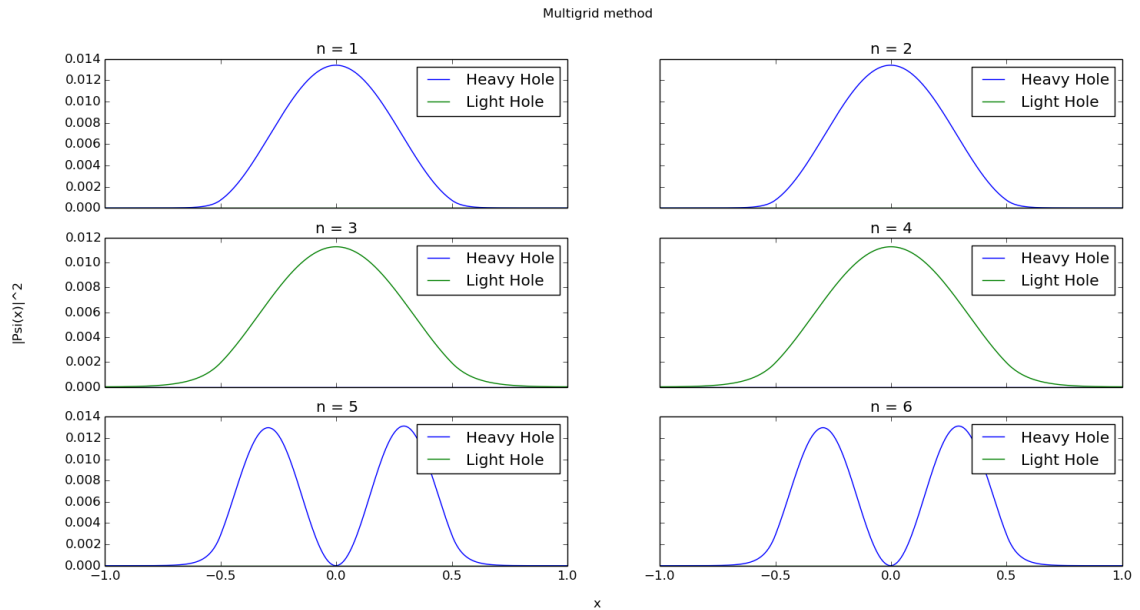 Multigrid method
n = 1
0.014
0.012
0.010
0.008
0.006
0.004
0.002
0.000
Heavy Hole
Light Hole
n = 2
Heavy Hole
Light Hole
n = 3
0.012
0.010
0.008
0.006
0.004
0.002
0.000
Heavy Hole
Light Hole
n = 4
Heavy Hole
Light Hole
|Psi(x)|^2
n = 5
0.014
0.012
0.010
0.008
0.006
0.004
0.002
0.000
Heavy Hole
Light Hole
−1.0 −0.5 0.0 0.5 1.0
n = 6
Heavy Hole
Light Hole
−1.0 −0.5 0.0 0.5 1.0
x